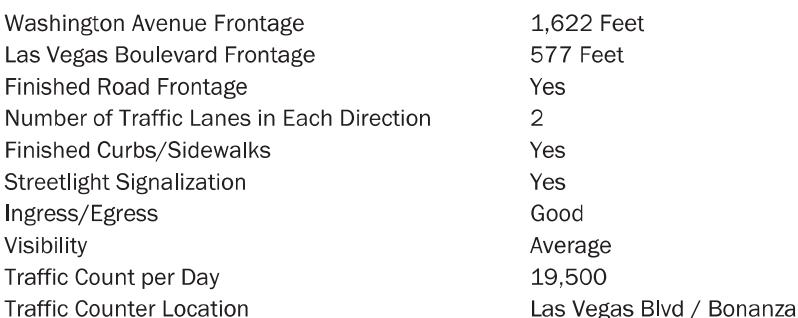 Washington Avenue Frontage 1,622 Feet
Las Vegas Boulevard Frontage 577 Feet
Finished Road Frontage Yes
Number of Traffic Lanes in Each Direction 2
Finished Curbs/Sidewalks Yes
Streetlight Signalization Yes
Ingress/Egress Good
Visibility Average
Traffic Count per Day 19,500
Traffic Counter Location Las Vegas Blvd / Bonanza